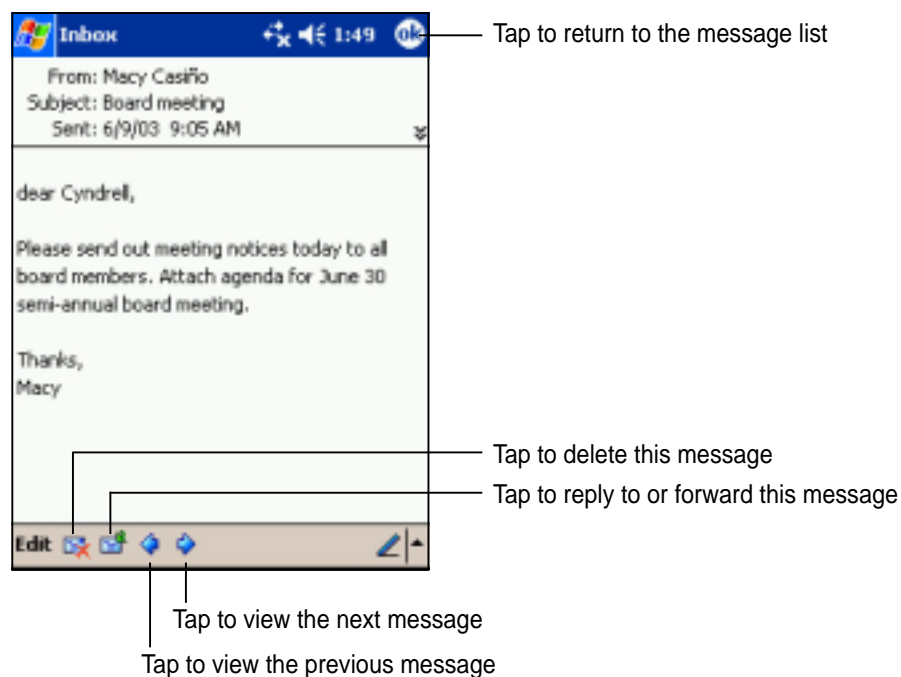 Inbox 1:49 ok
Tap to return to the message list
From: Macy Casiño
Subject: Board meeting
Sent: 6/9/03 9:05 AM
dear Cyndrell,
Please send out meeting notices today to all
board members. Attach agenda for June 30
semi-annual board meeting.
Thanks,
Macy
Tap to delete this message
Tap to reply to or forward this message
Edit
Tap to view the next message
Tap to view the previous message